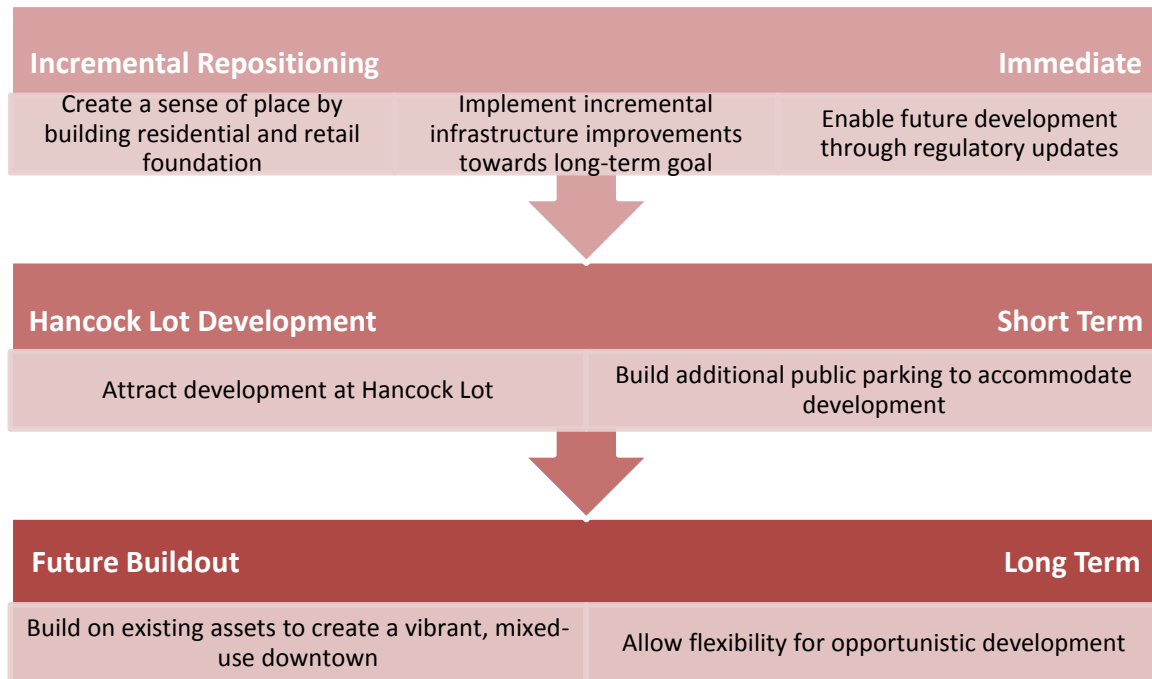 Incremental Repositioning Immediate
Create a sense of place by
building residential and retail
foundation
Implement incremental
infrastructure improvements
towards long-term goal
Enable future development
through regulatory updates
Hancock Lot Development Short Term
Attract development at Hancock Lot
Build additional public parking to accommodate
development
Future Buildout Long Term
Build on existing assets to create a vibrant, mixed-
use downtown
Allow flexibility for opportunistic development